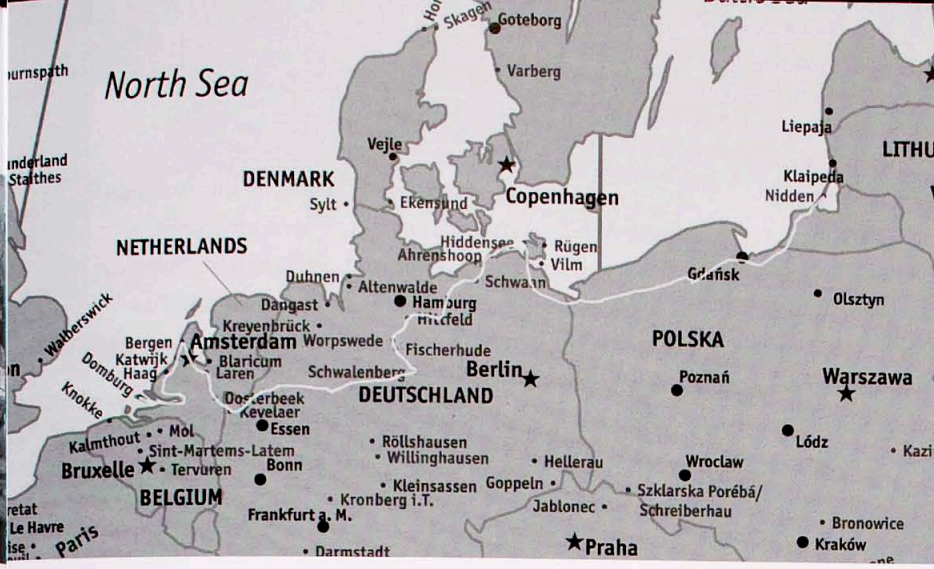 Skagen
Goteborg
North Sea
Varberg
Liepaja
Vejle
LITHU
DENMARK
Klaipeda
Nidden
Sylt
Ekensund
Copenhagen
NETHERLANDS
Hiddensee
Rügen
Ahrenshoop
Vilm
Duhnen
Schwaan
Gdańsk
Altenwalde
Dangast
Hamburg
Olsztyn
Hittfeld
Kreyenbrück
Walberswick
Bergen
Amsterdam
Worpswede
POLSKA
Katwijk
Blaricum
Fischerhude
Haag
Laren
Schwalenberg
Berlin
Poznań
Warszawa
Domburg
DEUTSCHLAND
Knokke
Oosterbeek
Kevelaer
Essen
Kalmthout
Mol
Röllshausen
Łódz
Sint-Martems-Latem
Willinghausen
Kazi
Bruxelle
Tervuren
Bonn
Hellerau
Wroclaw
BELGIUM
Kleinsassen
Goppeln
Kronberg i.T.
Szklarska Porébá/
Schreiberhau
Jablonec
Frankfurt a. M.
Le Havre
Bronowice
Paris
Darmstadt
Praha
Kraków